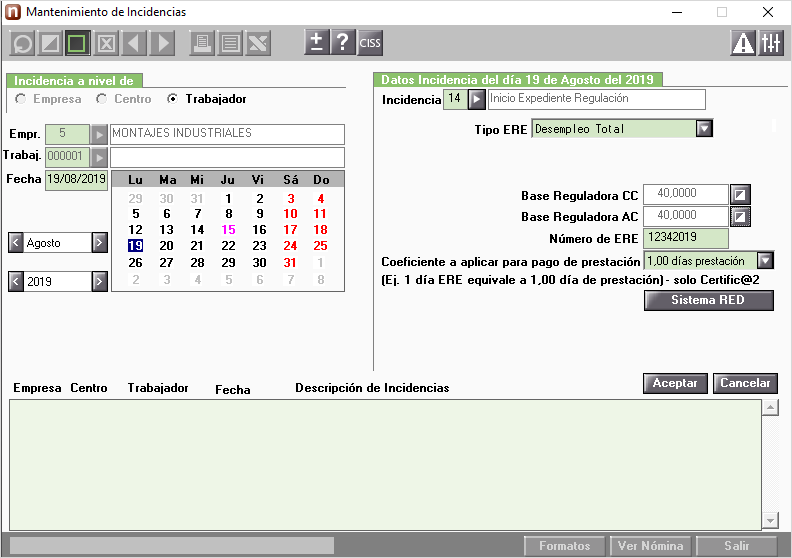 n Mantenimiento de Incidencias
± ? CISS
Incidencia a nivel de
Empresa Centro Trabajador
Empr. 5 MONTAJES INDUSTRIALES
Trabaj. 000001
Fecha 19/08/2019
Lu Ma Mi Ju Vi Sá Do
29 30 31 1 2 3 4
5 6 7 8 9 10 11
12 13 14 15 16 17 18
19 20 21 22 23 24 25
26 27 28 29 30 31 1
2 3 4 5 6 7 8
< Agosto >
< 2019 >
Datos Incidencia del día 19 de Agosto del 2019
Incidencia 14 Inicio Expediente Regulación
Tipo ERE Desempleo Total
Base Reguladora CC 40,0000
Base Reguladora AC 40,0000
Número de ERE 12342019
Coeficiente a aplicar para pago de prestación 1,00 días prestación
(Ej. 1 día ERE equivale a 1,00 día de prestación) - solo Certific@2
Sistema RED
Aceptar Cancelar
Empresa Centro Trabajador Fecha Descripción de Incidencias
Formatos Ver Nómina Salir